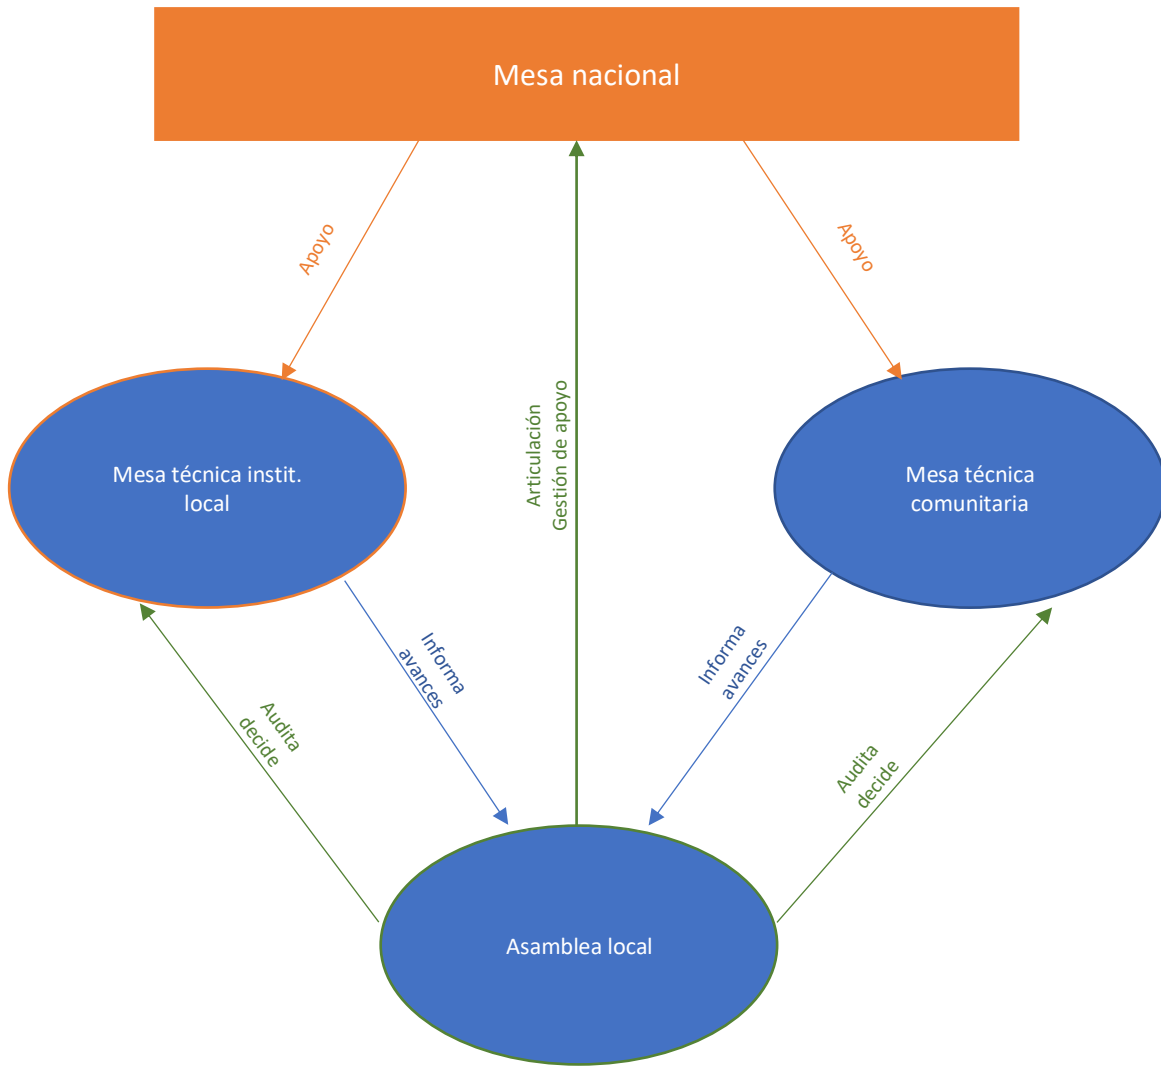 Mesa nacional
Apoyo
Apoyo
Articulación
Gestión de apoyo
Mesa técnica instit.
local
Mesa técnica
comunitaria
Informa
avances
Informa
avances
Audita
decide
Audita
decide
Asamblea local